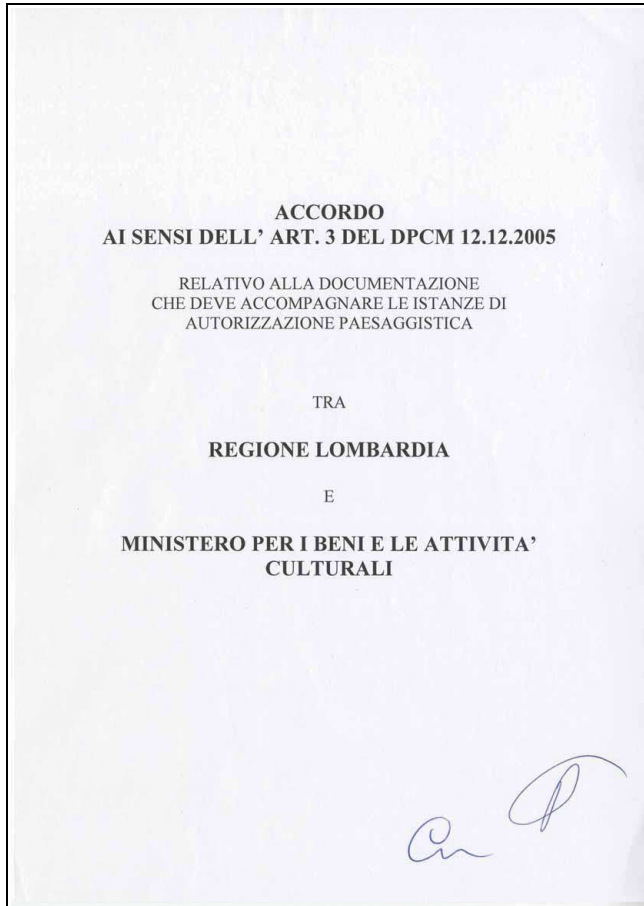 ACCORDO
AI SENSI DELL' ART. 3 DEL DPCM 12.12.2005
RELATIVO ALLA DOCUMENTAZIONE
CHE DEVE ACCOMPAGNARE LE ISTANZE DI
AUTORIZZAZIONE PAESAGGISTICA
TRA
REGIONE LOMBARDIA
E
MINISTERO PER I BENI E LE ATTIVITA'
CULTURALI